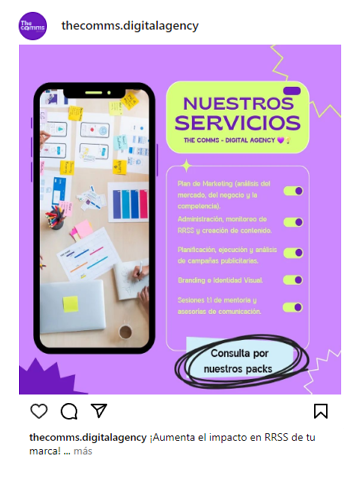 The
comms
thecomms.digitalagency
NUESTROS
SERVICIOS
THE COMMS - DIGITAL AGENCY 💜
Plan de Marketing (análisis del
mercado, del negocio y la
competencia).
Administración, monitoreo de
RRSS y creación de contenido.
Planificación, ejecución y análisis
de campañas publicitarias.
Branding e Identidad Visual.
Sesiones 1:1 de mentoría y
asesorías de comunicación.
Consulta por
nuestros packs
thecomms.digitalagency ¡Aumenta el impacto en RRSS de tu
marca! ... más